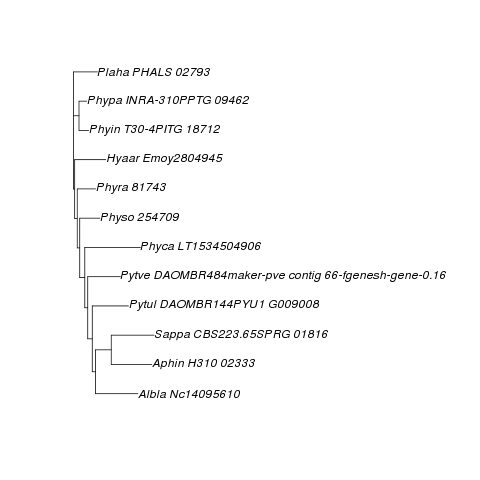 Plaha PHALS 02793
Phypa INRA-310PPTG 09462
Phyin T30-4PITG 18712
Hyaar Emoy2804945
Phyra 81743
Physo 254709
Phyca LT1534504906
Pytve DAOMBR484maker-pve contig 66-fgenesh-gene-0.16
Pytul DAOMBR144PYU1 G009008
Sappa CBS223.65SPRG 01816
Aphin H310 02333
Albla Nc14095610